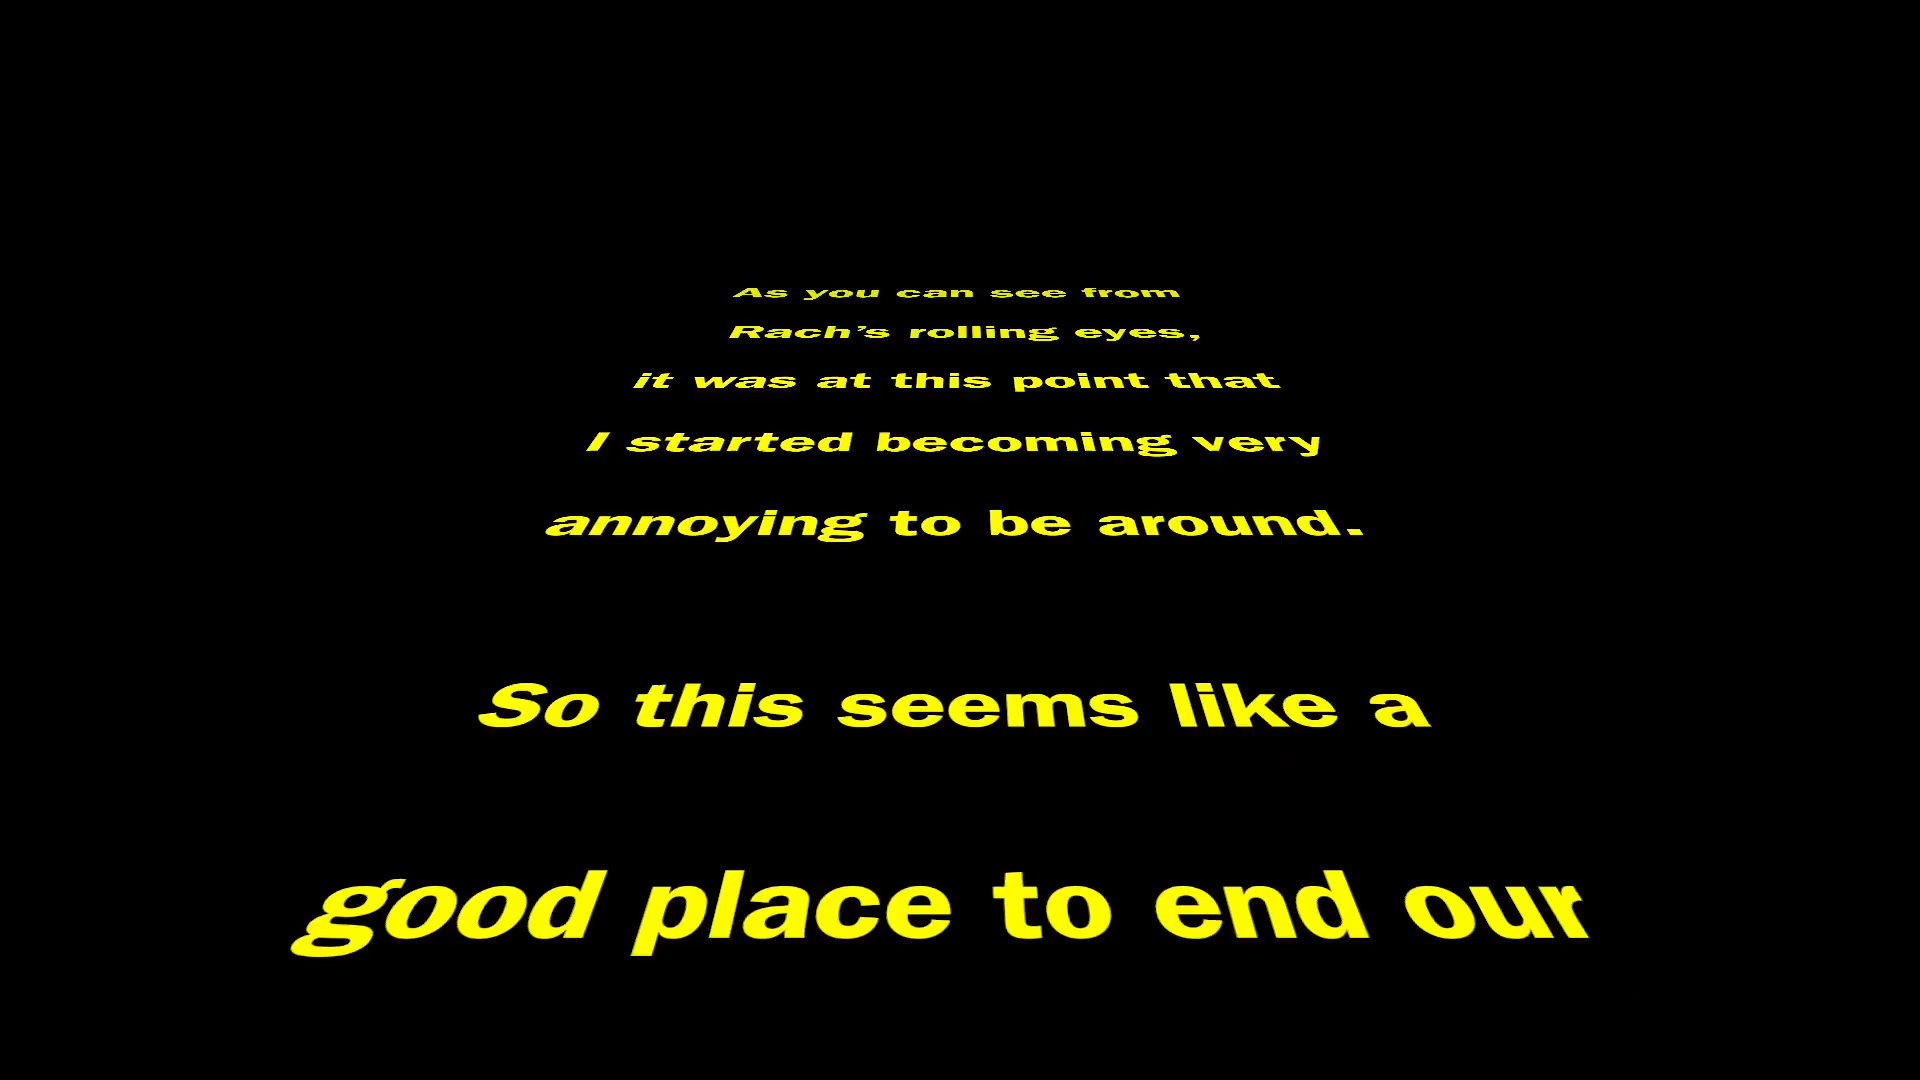 As you can see from
Rach’s rolling eyes,
it was at this point that
I started becoming very
annoying to be around.
So this seems like a
good place to end our